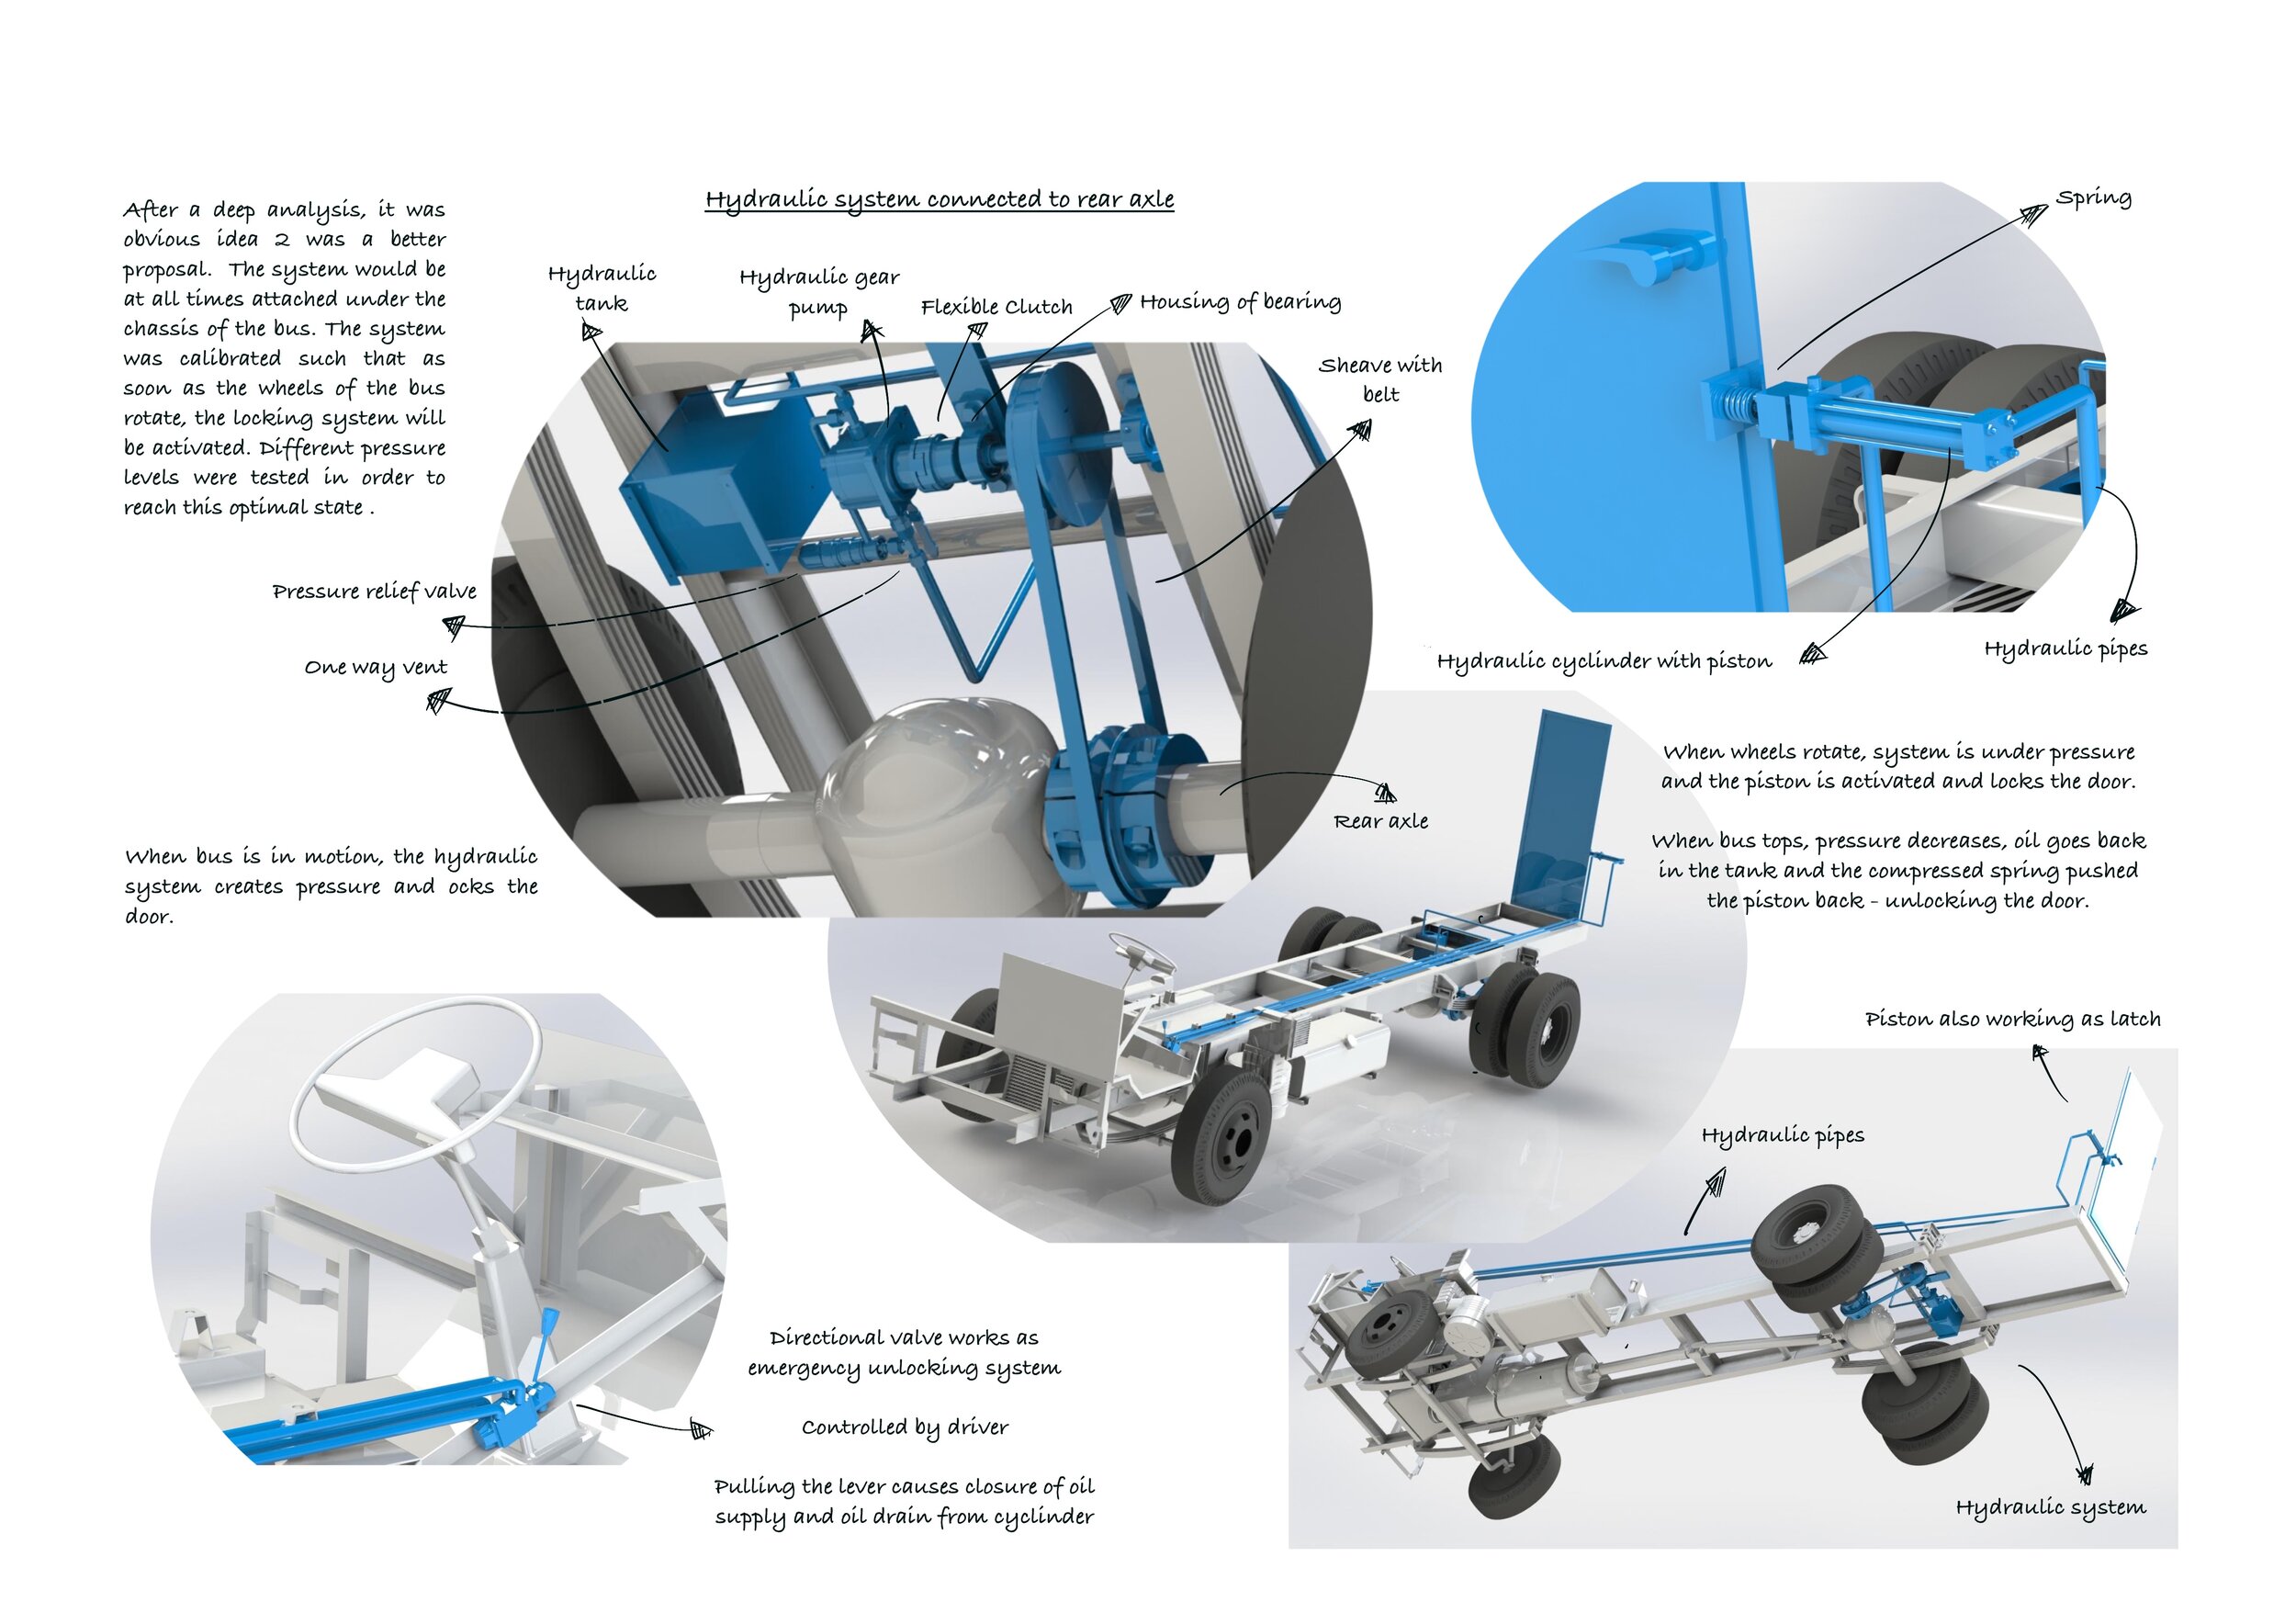 After a deep analysis, it was
obvious idea 2 was a better
proposal. The system would be
at all times attached under the
chassis of the bus. The system
was calibrated such that as
soon as the wheels of the bus
rotate, the locking system will
be activated. Different pressure
levels were tested in order to
reach this optimal state .
Hydraulic system connected to rear axle
Hydraulic
tank
Hydraulic gear
pump
Flexible Clutch
Housing of bearing
Sheave with
belt
Spring
Pressure relief valve
One way vent
Hydraulic cyclinder with piston
Hydraulic pipes
Rear axle
When wheels rotate, system is under pressure
and the piston is activated and locks the door.
When bus tops, pressure decreases, oil goes back
in the tank and the compressed spring pushed
the piston back - unlocking the door.
When bus is in motion, the hydraulic
system creates pressure and ocks the
door.
Piston also working as latch
Hydraulic pipes
Directional valve works as
emergency unlocking system
Controlled by driver
Pulling the lever causes closure of oil
supply and oil drain from cyclinder
Hydraulic system